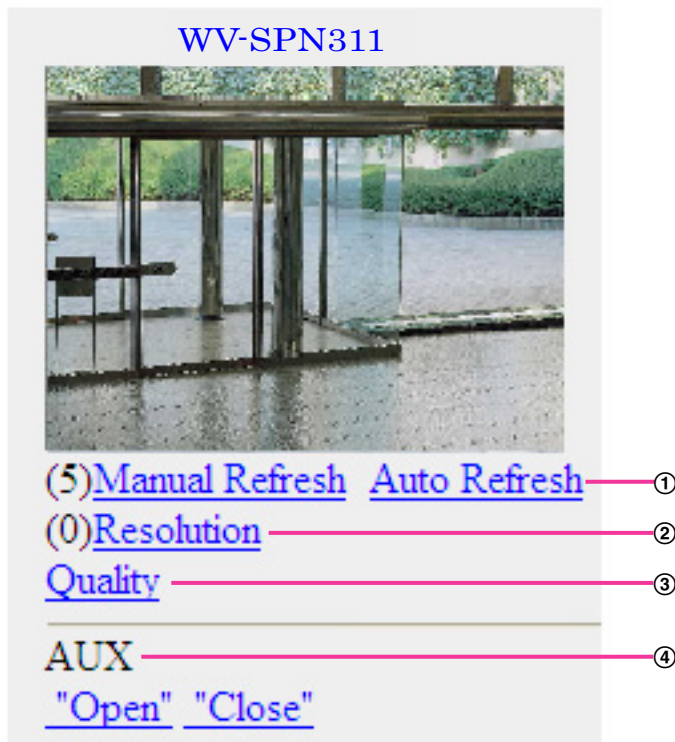 WV-SPN311
(5)Manual Refresh Auto Refresh ①
(0)Resolution ②
Quality ③
AUX ④
"Open" "Close"